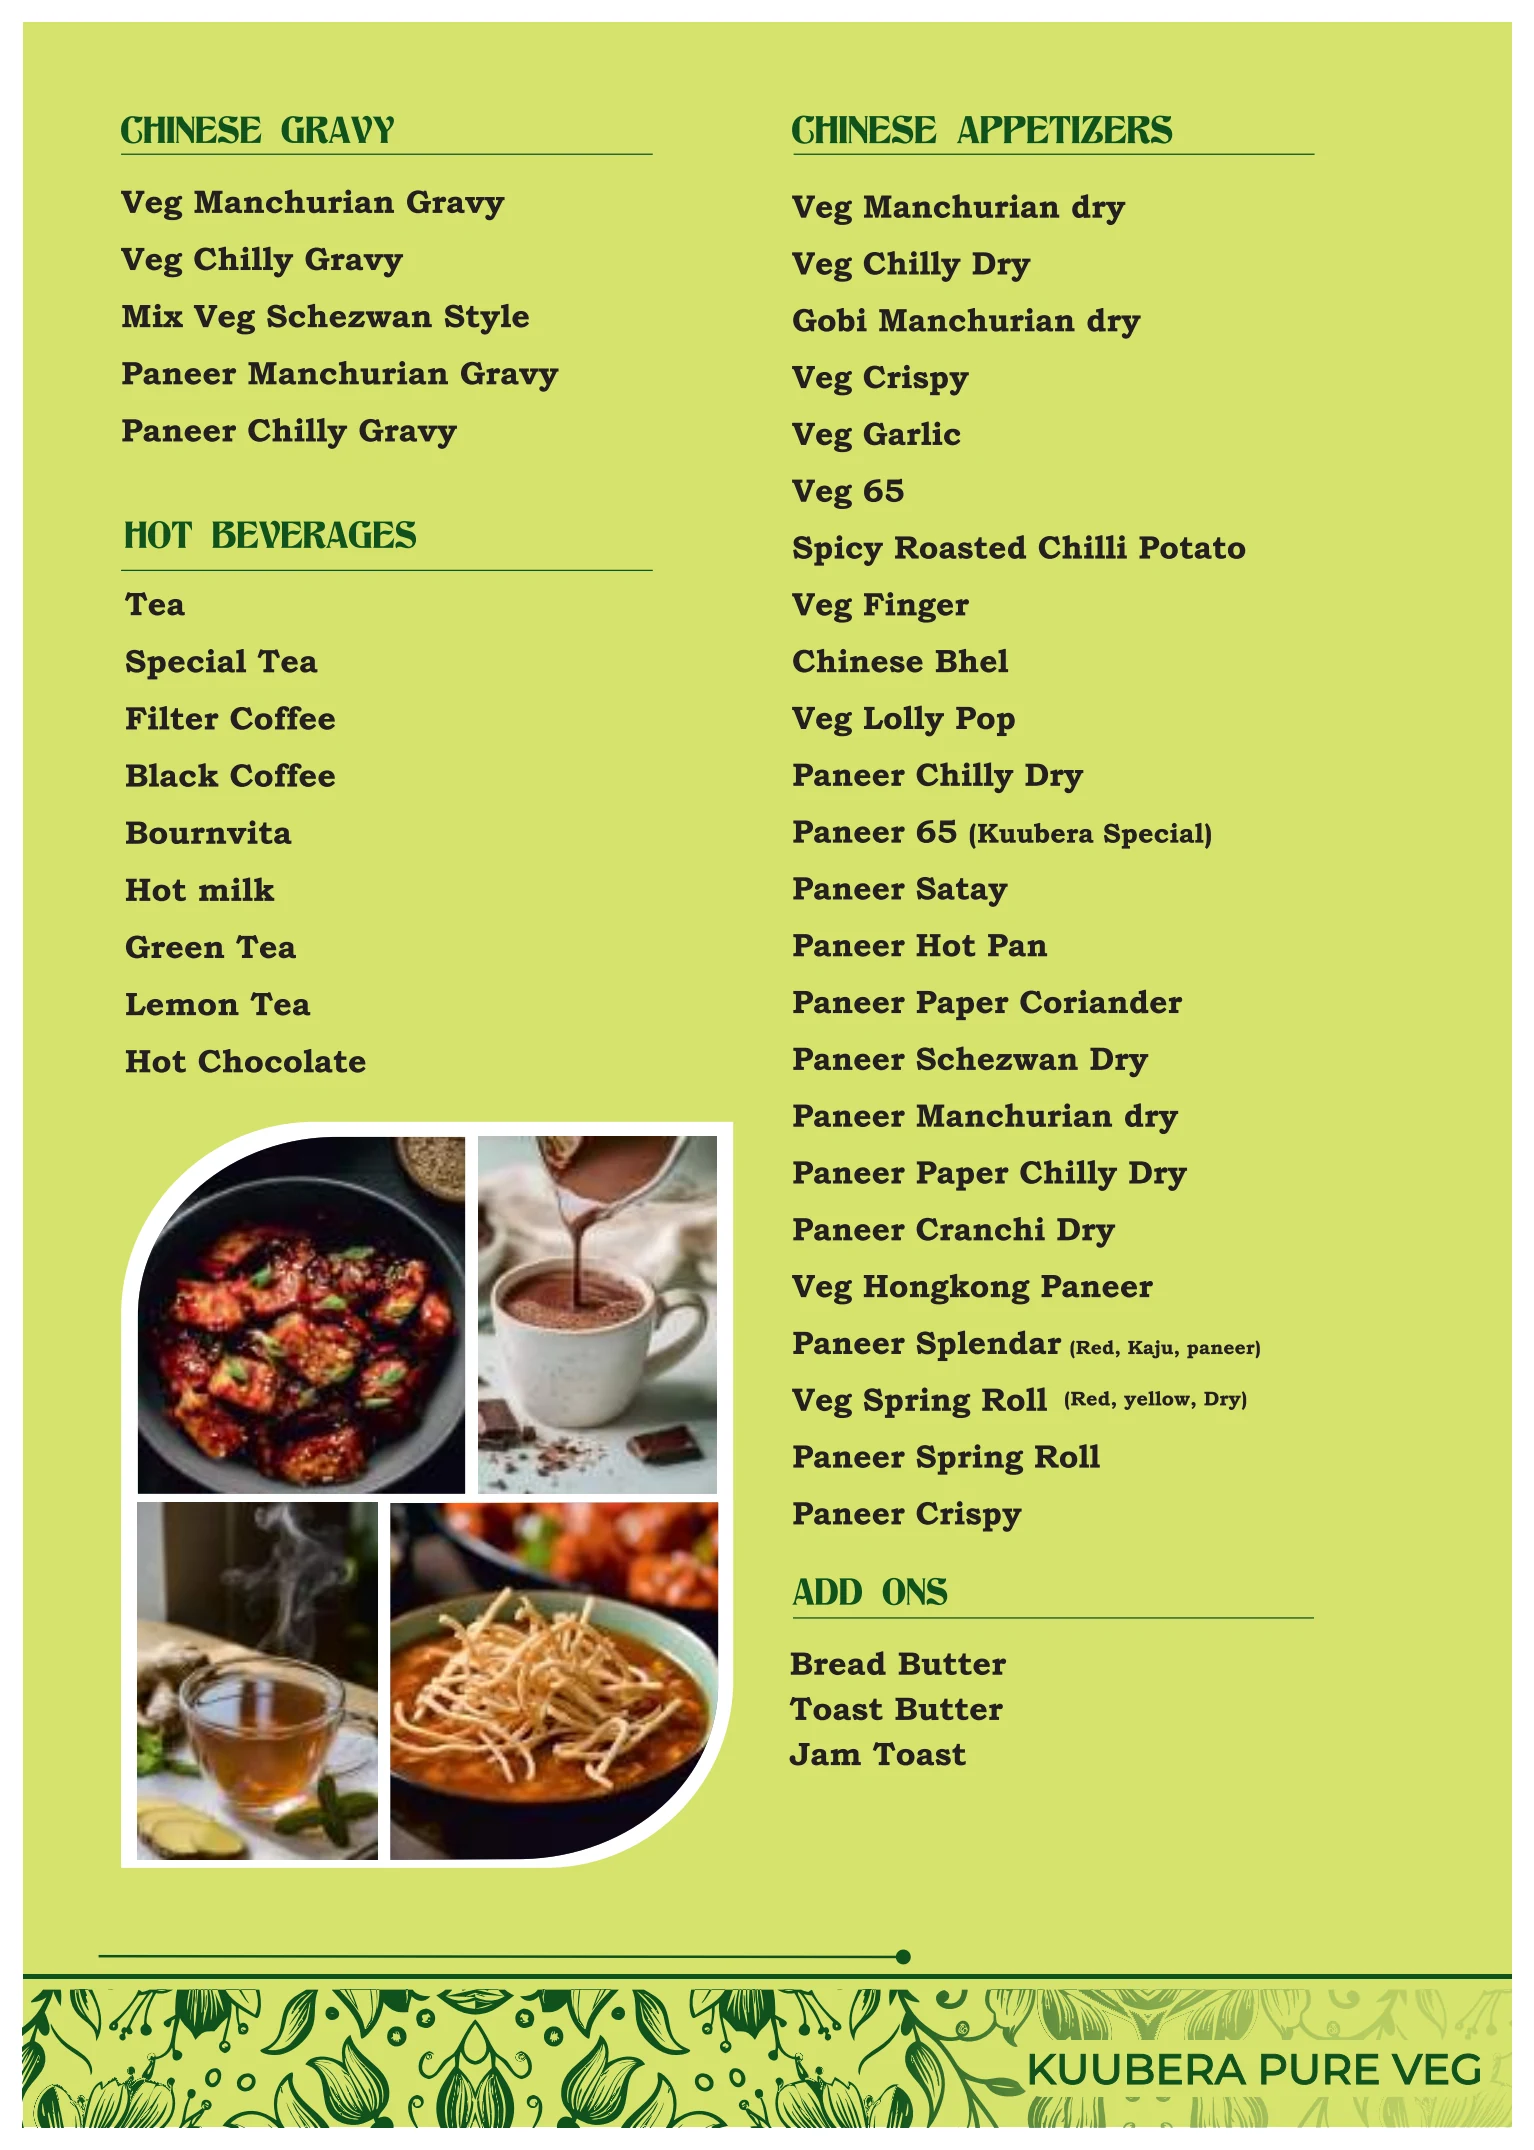 CHINESE GRAVY
Veg Manchurian Gravy
Veg Chilly Gravy
Mix Veg Schezwan Style
Paneer Manchurian Gravy
Paneer Chilly Gravy
HOT BEVERAGES
Tea
Special Tea
Filter Coffee
Black Coffee
Bournvita
Hot milk
Green Tea
Lemon Tea
Hot Chocolate
CHINESE APPETIZERS
Veg Manchurian dry
Veg Chilly Dry
Gobi Manchurian dry
Veg Crispy
Veg Garlic
Veg 65
Spicy Roasted Chilli Potato
Veg Finger
Chinese Bhel
Veg Lolly Pop
Paneer Chilly Dry
Paneer 65 (Kuubera Special)
Paneer Satay
Paneer Hot Pan
Paneer Paper Coriander
Paneer Schezwan Dry
Paneer Manchurian dry
Paneer Paper Chilly Dry
Paneer Cranchi Dry
Veg Hongkong Paneer
Paneer Splendar (Red, Kaju, paneer)
Veg Spring Roll (Red, yellow, Dry)
Paneer Spring Roll
Paneer Crispy
ADD ONS
Bread Butter
Toast Butter
Jam Toast
KUUBERA PURE VEG